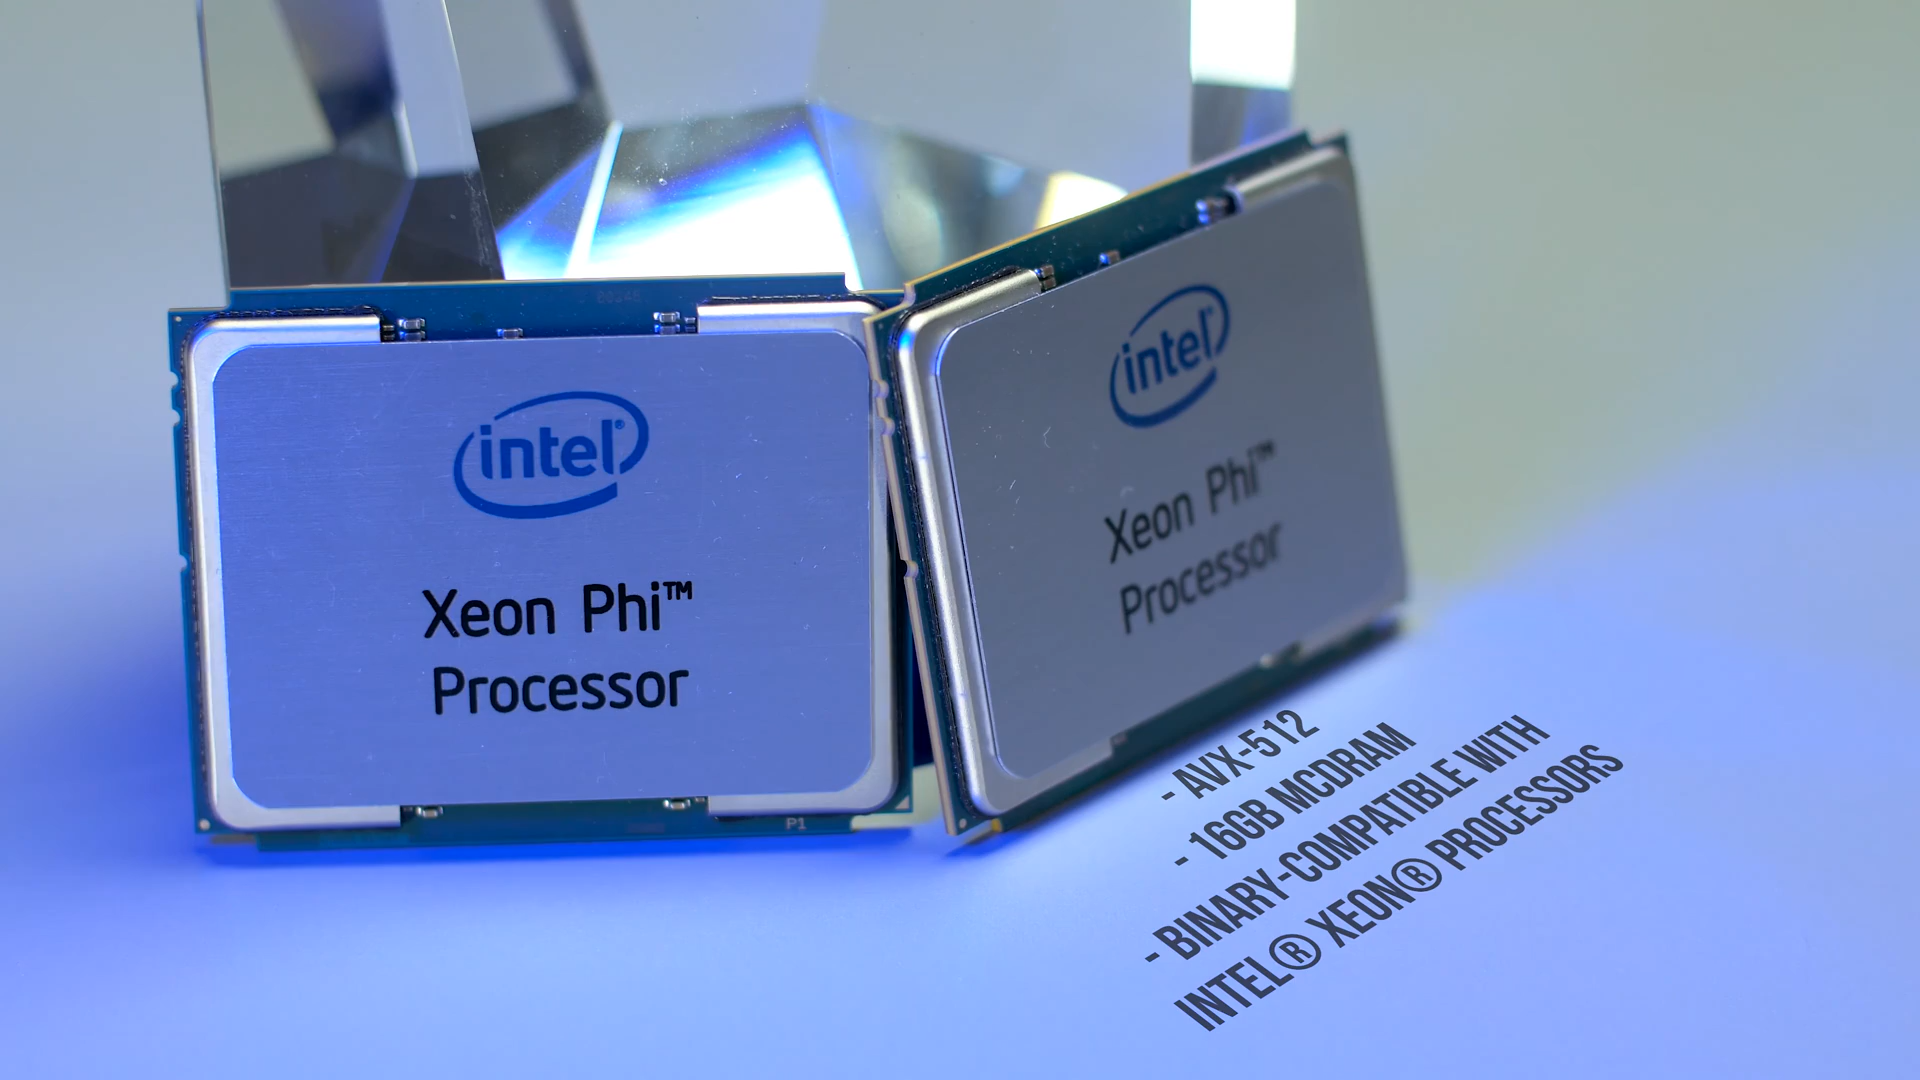 intel®
Xeon Phi™
Processor
P1
intel
Xeon Phi™
Processor
- AVX-512
- 16GB MCDRAM
- BINARY-COMPATIBLE WITH
INTEL® XEON® PROCESSORS